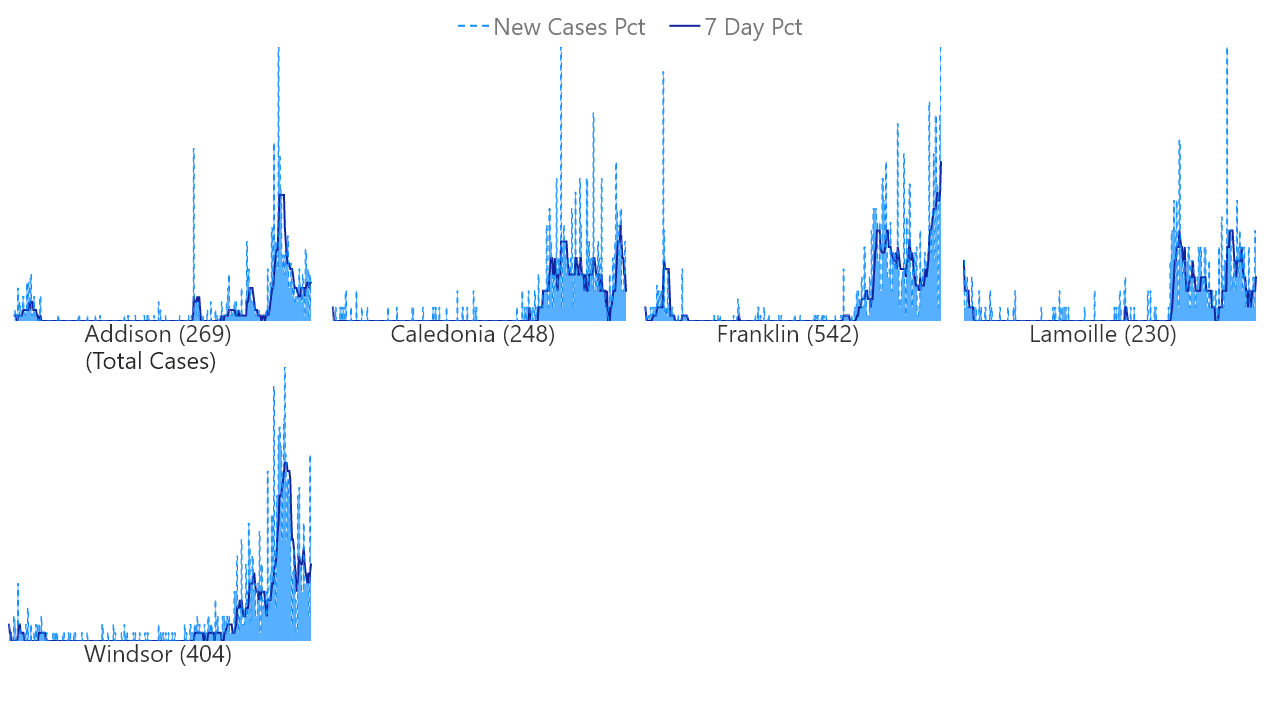 New Cases Pct 7 Day Pct
Addison (269) Caledonia (248) Franklin (542) Lamoille (230)
(Total Cases)
Windsor (404)